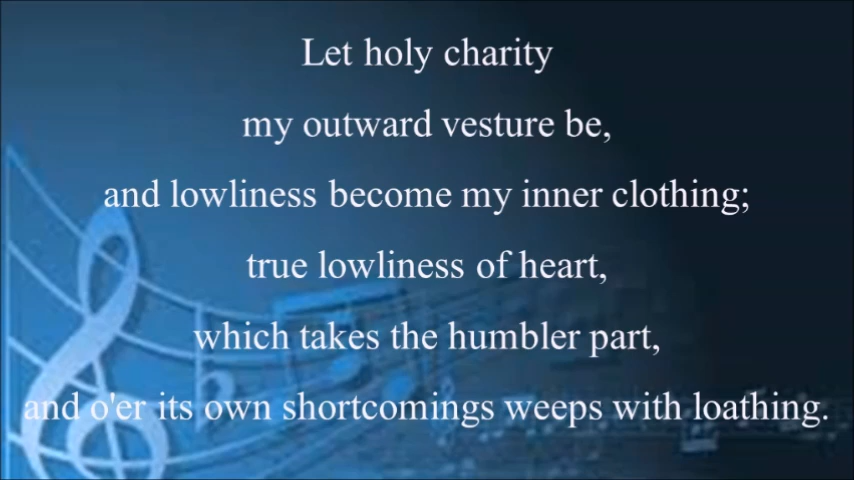 Let holy charity
my outward vesture be,
and lowliness become my inner clothing;
true lowliness of heart,
which takes the humbler part,
and o'er its own shortcomings weeps with loathing.